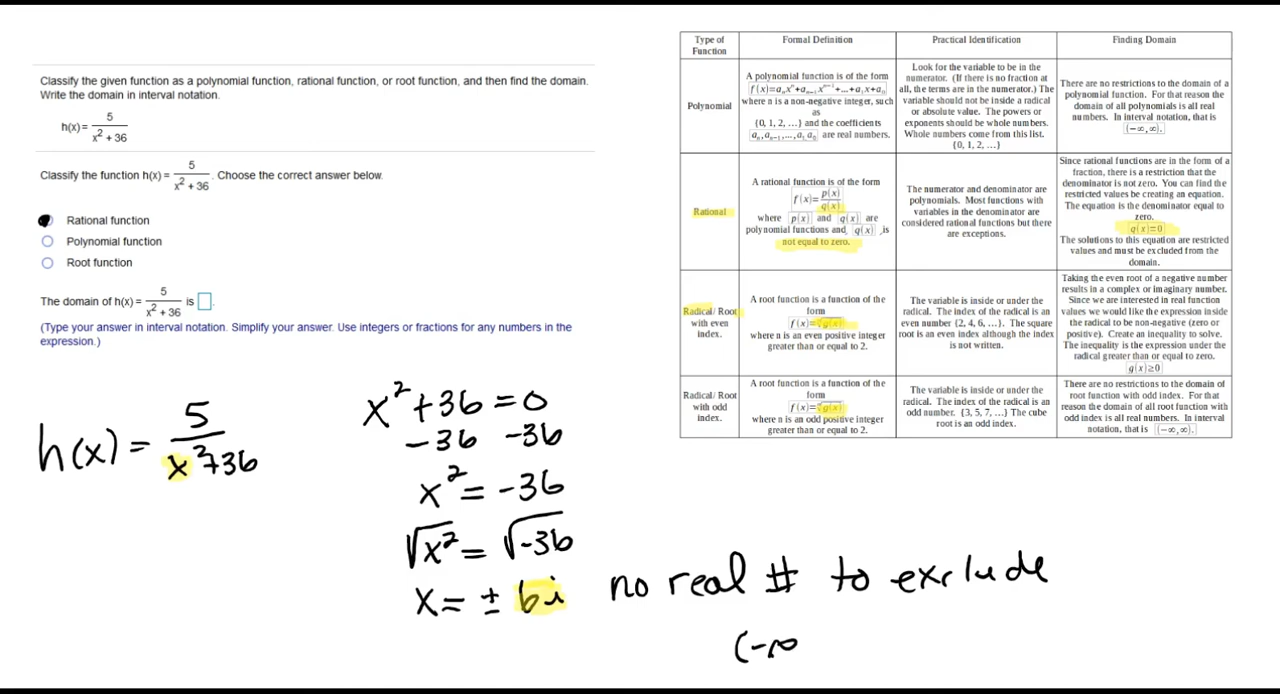 Classify the given function as a polynomial function, rational function, or root function, and then find the domain.
Write the domain in interval notation.
h(x) = 5 / (x² + 36)
Classify the function h(x) = 5 / (x² + 36). Choose the correct answer below.
Rational function
Polynomial function
Root function
The domain of h(x) = 5 / (x² + 36) is □.
(Type your answer in interval notation. Simplify your answer. Use integers or fractions for any numbers in the
expression.)
h(x) = 5 / (x² + 36)
x² + 36 = 0
-36 -36
x² = -36
√x² = √-36
x = ± 6i no real # to exclude
(-∞
Type of
Function
Formal Definition
Practical Identification
Finding Domain
Polynomial
A polynomial function is of the form
f(x)=aₙxⁿ+aₙ₋₁xⁿ⁻¹+...+a₁x+a₀
where n is a non-negative integer, such
as
{0, 1, 2, ...} and the coefficients
aₙ,aₙ₋₁,...,a₁,a₀ are real numbers.
Look for the variable to be in the
numerator. (If there is no fraction at
all, the terms are in the numerator.) The
variable should not be inside a radical
or absolute value. The powers or
exponents should be whole numbers.
Whole numbers come from this list.
{0, 1, 2, ...}
There are no restrictions to the domain of a
polynomial function. For that reason the
domain of all polynomials is all real
numbers. In interval notation, that is
(-∞,∞).
Rational
A rational function is of the form
f(x)=p(x)/q(x)
where p(x) and q(x) are
polynomial functions and, q(x) ,is
not equal to zero.
The numerator and denominator are
polynomials. Most functions with
variables in the denominator are
considered rational functions but there
are exceptions.
Since rational functions are in the form of a
fraction, there is a restriction that the
denominator is not zero. You can find the
restricted values be creating an equation.
The equation is the denominator equal to
zero.
q(x)=0
The solutions to this equation are restricted
values and must be excluded from the
domain.
Radical/ Root
with even
index.
A root function is a function of the
form
f(x)=ⁿ√g(x)
where n is an even positive integer
greater than or equal to 2.
The variable is inside or under the
radical. The index of the radical is an
even number {2, 4, 6, ...}. The square
root is an even index although the index
is not written.
Taking the even root of a negative number
results in a complex or imaginary number.
Since we are interested in real function
values we would like the expression inside
the radical to be non-negative (zero or
positive). Create an inequality to solve.
The inequality is the expression under the
radical greater than or equal to zero.
g(x)≥0
Radical/ Root
with odd
index.
A root function is a function of the
form
f(x)=ⁿ√g(x)
where n is an odd positive integer
greater than or equal to 2.
The variable is inside or under the
radical. The index of the radical is an
odd number. {3, 5, 7, ...} The cube
root is an odd index.
There are no restrictions to the domain of
root function with odd index. For that
reason the domain of all root function with
odd index is all real numbers. In interval
notation, that is (-∞,∞).